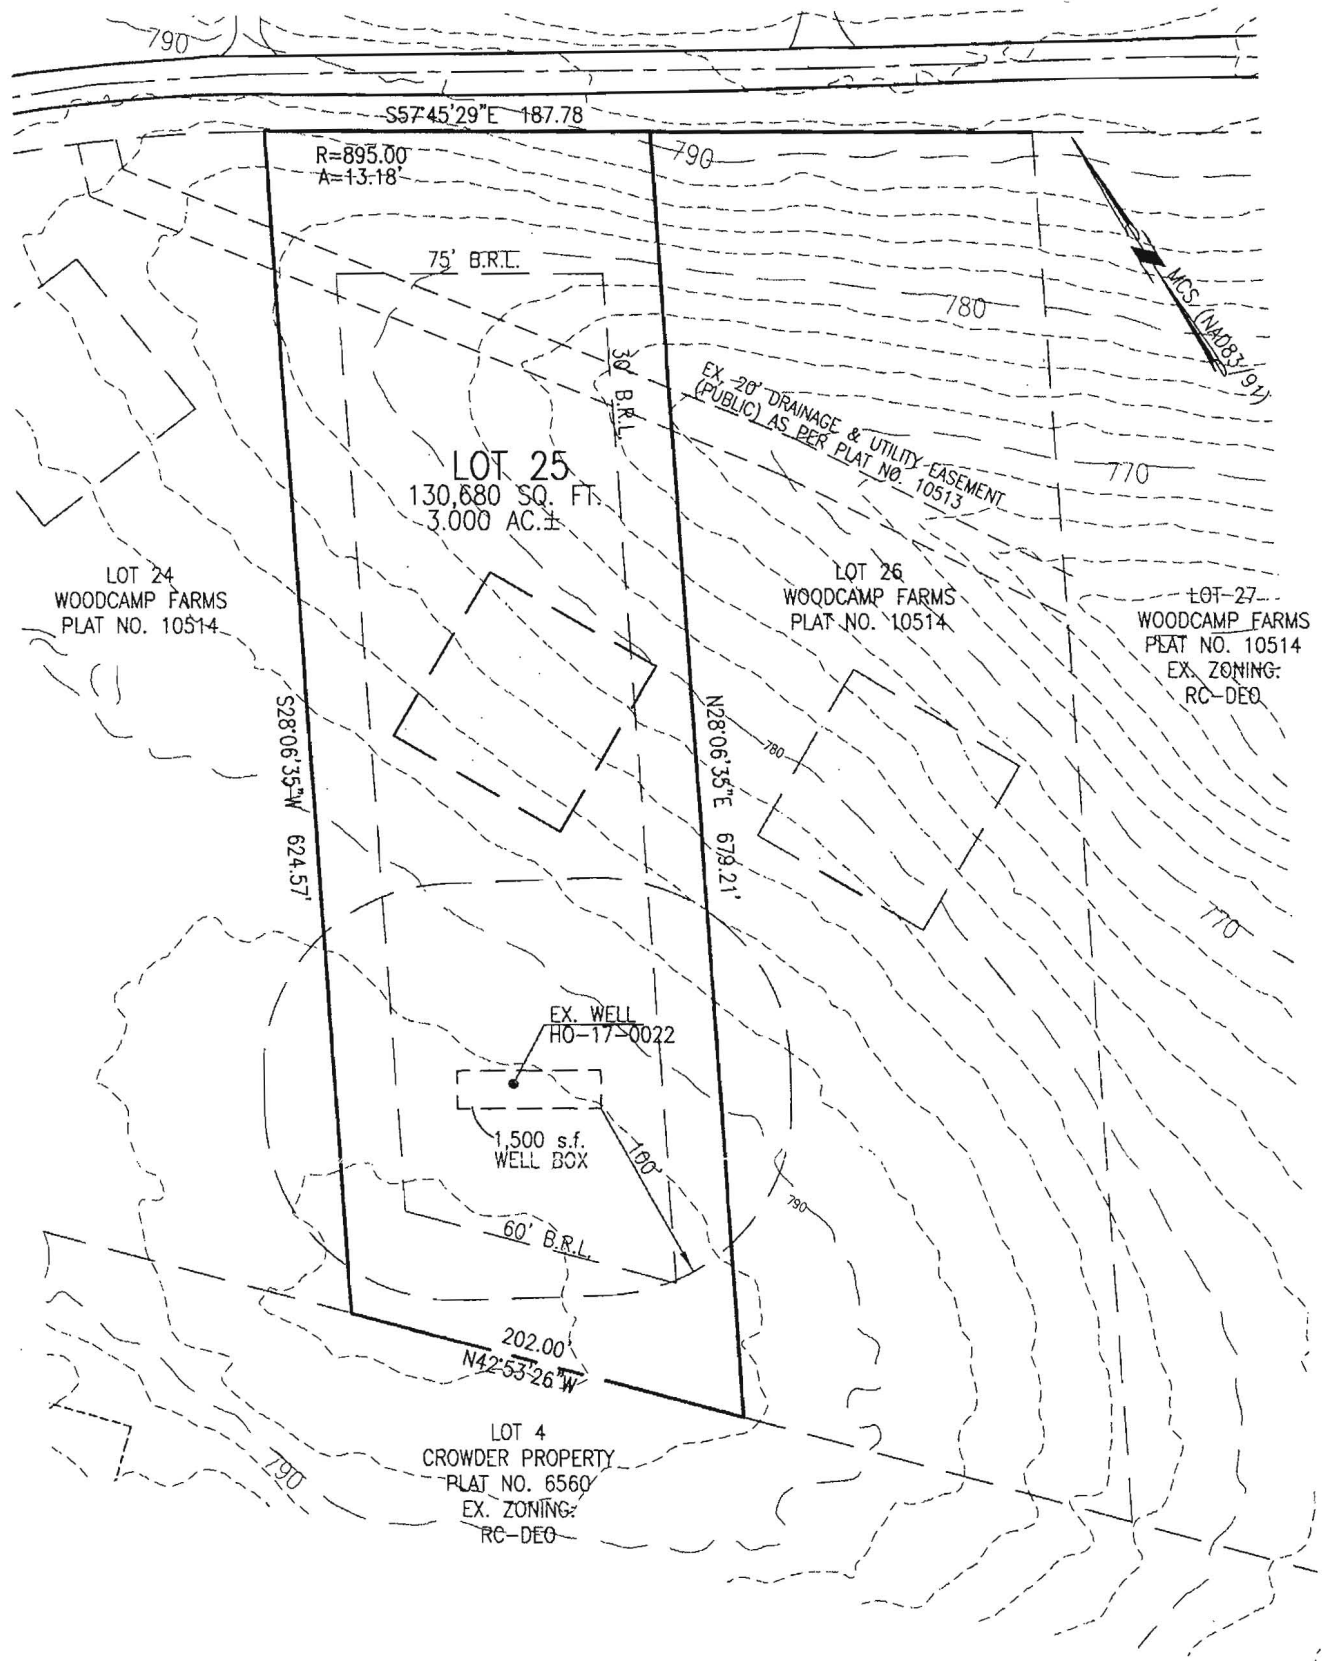 790
S57°45'29"E 187.78
R=895.00
A=13.18'
790
75' B.R.L.
MCS (NAD83/91)
780
30' B.R.L.
EX. 20' DRAINAGE & UTILITY EASEMENT
(PUBLIC) AS PER PLAT NO. 10513
LOT 25
130,680 SQ. FT.
3.000 AC.±
770
LOT 24
WOODCAMP FARMS
PLAT NO. 10514
LOT 26
WOODCAMP FARMS
PLAT NO. 10514
LOT 27
WOODCAMP FARMS
PLAT NO. 10514
EX. ZONING:
RC-DEO
S28°06'35"W 624.57'
N28°06'35"E 679.21'
780
770
EX. WELL
HO-17-0022
1,500 s.f.
WELL BOX
100'
790
60' B.R.L.
202.00'
N42°53'26"W
LOT 4
CROWDER PROPERTY
PLAT NO. 6560
EX. ZONING:
RC-DEO
790